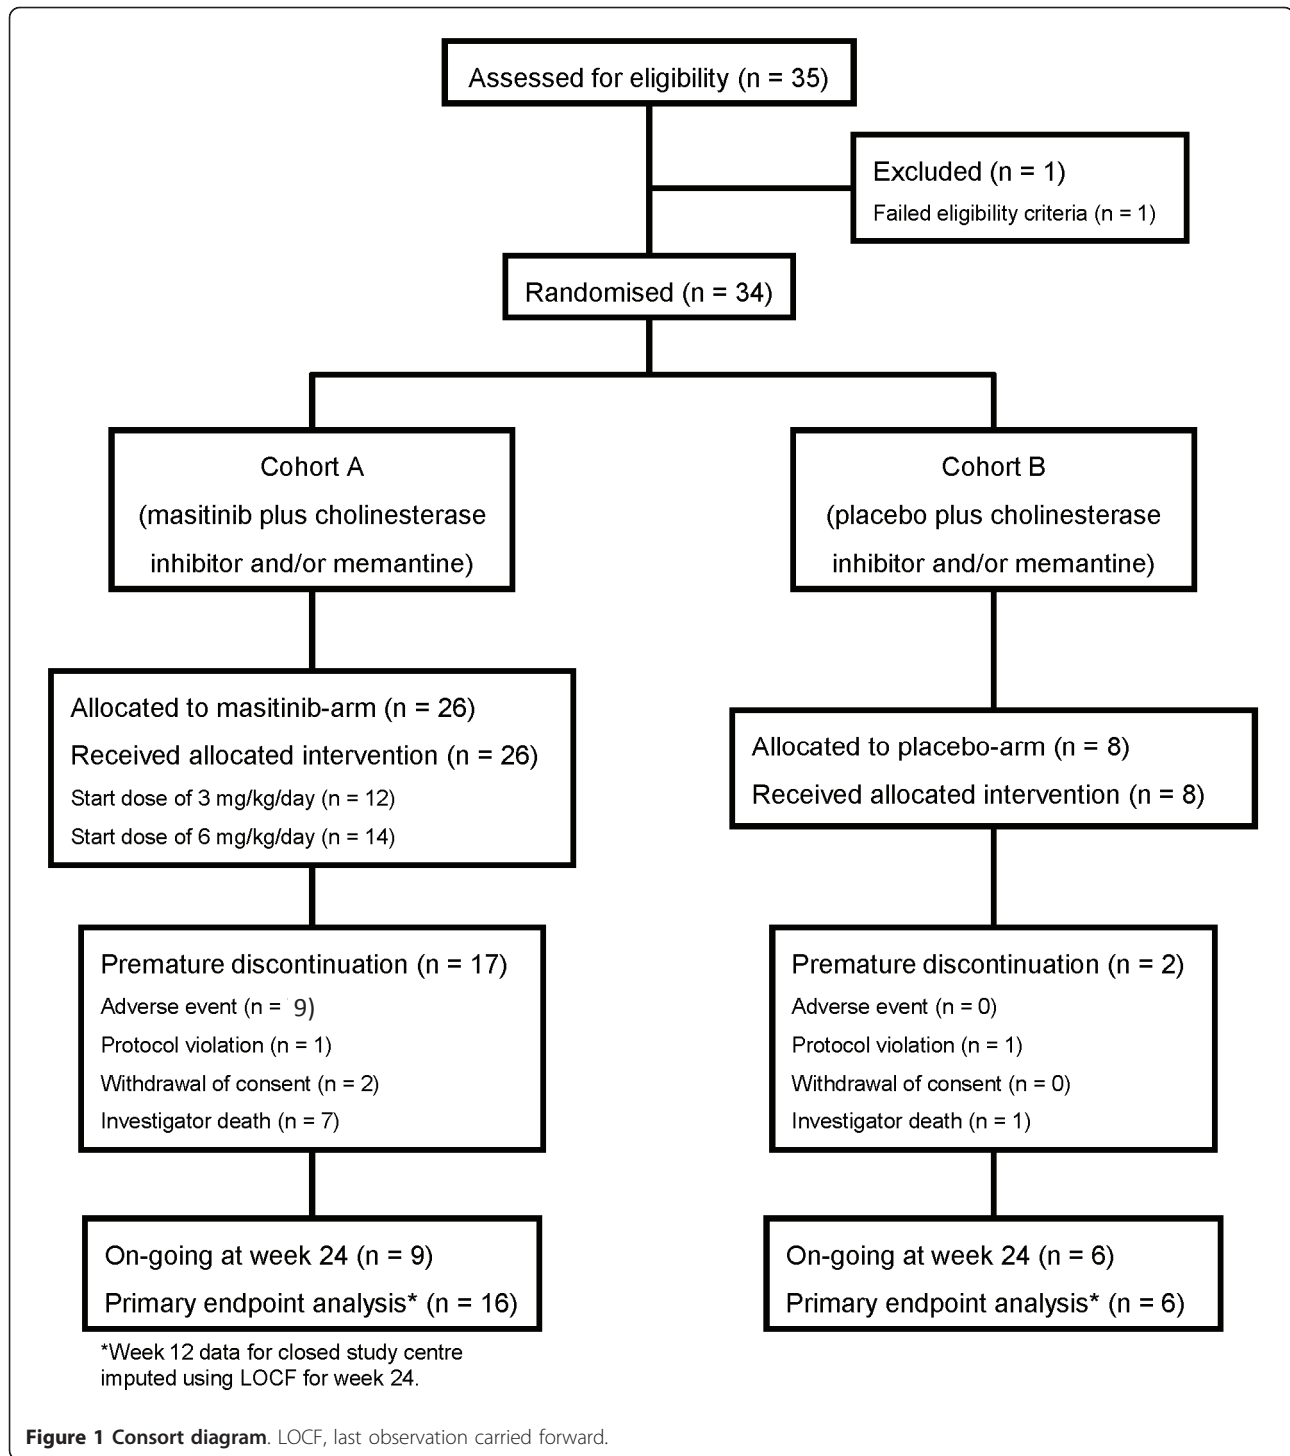 Assessed for eligibility (n = 35)
Excluded (n = 1)
Failed eligibility criteria (n = 1)
Randomised (n = 34)
Cohort A
(masitinib plus cholinesterase
inhibitor and/or memantine)
Cohort B
(placebo plus cholinesterase
inhibitor and/or memantine)
Allocated to masitinib-arm (n = 26)
Received allocated intervention (n = 26)
Start dose of 3 mg/kg/day (n = 12)
Start dose of 6 mg/kg/day (n = 14)
Allocated to placebo-arm (n = 8)
Received allocated intervention (n = 8)
Premature discontinuation (n = 17)
Adverse event (n = 9)
Protocol violation (n = 1)
Withdrawal of consent (n = 2)
Investigator death (n = 7)
Premature discontinuation (n = 2)
Adverse event (n = 0)
Protocol violation (n = 1)
Withdrawal of consent (n = 0)
Investigator death (n = 1)
On-going at week 24 (n = 9)
Primary endpoint analysis* (n = 16)
On-going at week 24 (n = 6)
Primary endpoint analysis* (n = 6)
*Week 12 data for closed study centre
imputed using LOCF for week 24.
Figure 1 Consort diagram. LOCF, last observation carried forward.